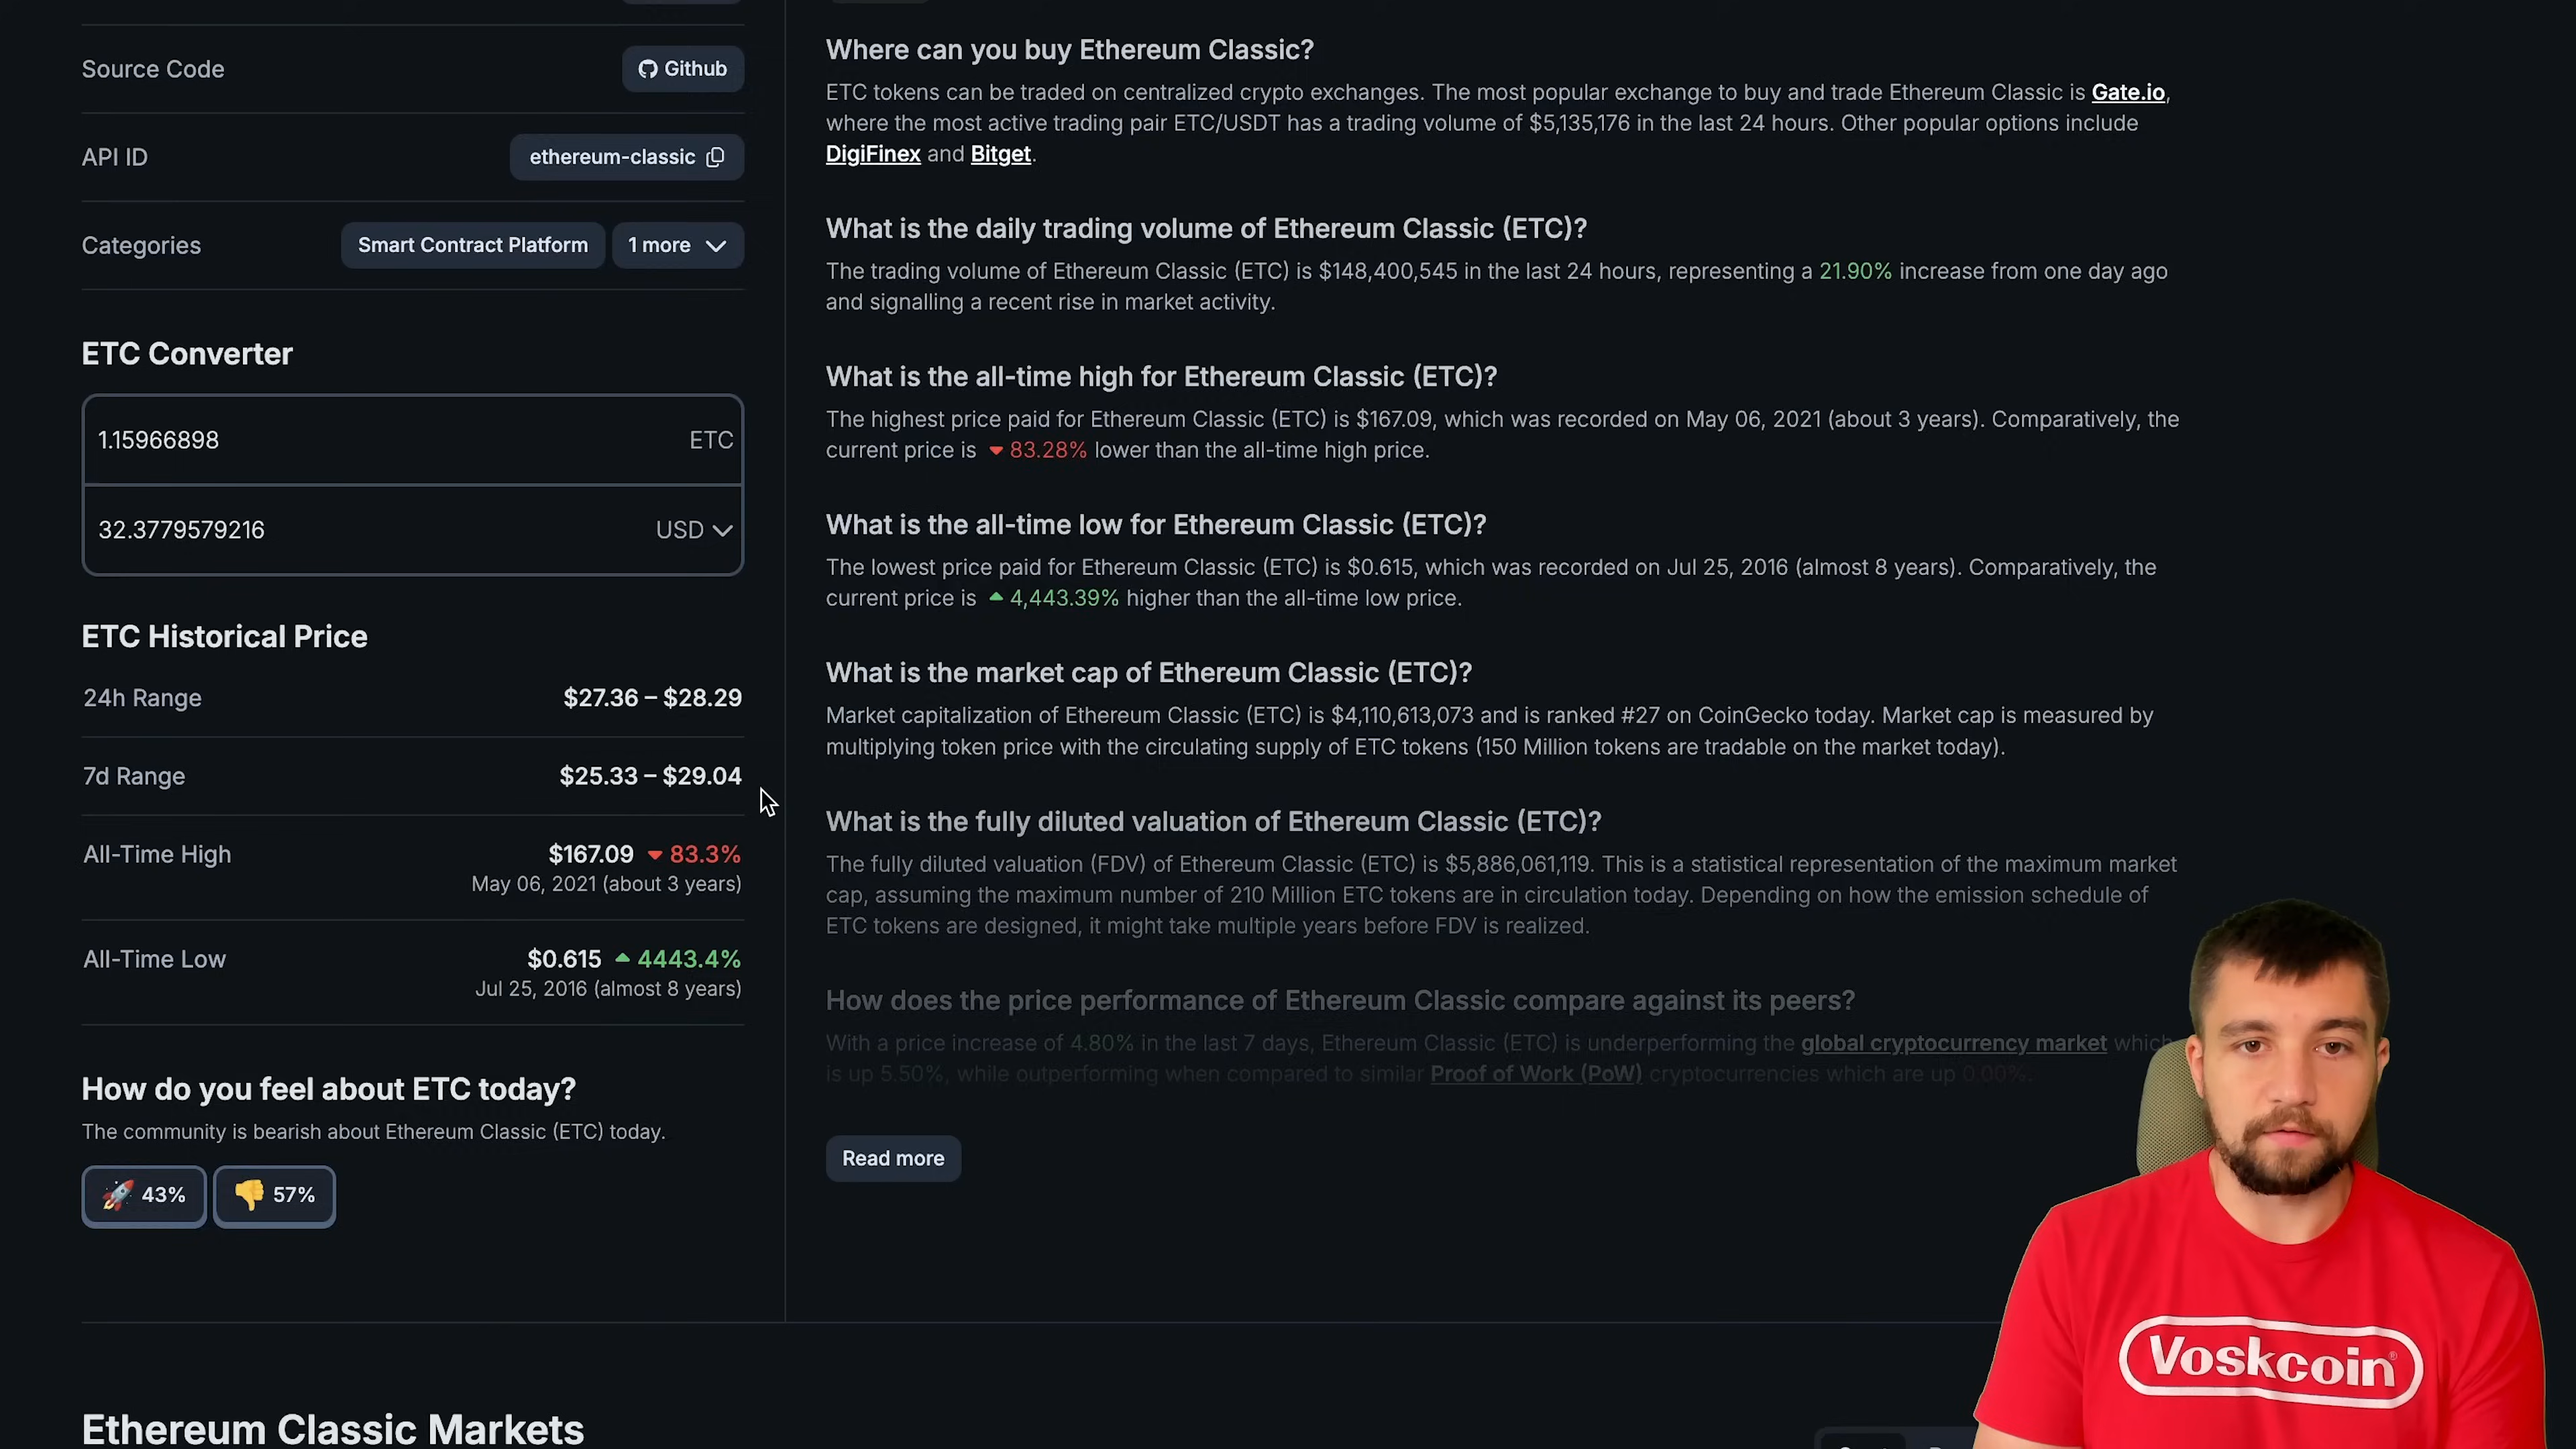 Source Code
Github
API ID
ethereum-classic
Categories
Smart Contract Platform
1 more
ETC Converter
1.15966898 ETC
32.3779579216 USD
ETC Historical Price
24h Range $27.36 – $28.29
7d Range $25.33 – $29.04
All-Time High $167.09 83.3%
May 06, 2021 (about 3 years)
All-Time Low $0.615 4443.4%
Jul 25, 2016 (almost 8 years)
How do you feel about ETC today?
The community is bearish about Ethereum Classic (ETC) today.
43% 57%
Where can you buy Ethereum Classic?
ETC tokens can be traded on centralized crypto exchanges. The most popular exchange to buy and trade Ethereum Classic is Gate.io,
where the most active trading pair ETC/USDT has a trading volume of $5,135,176 in the last 24 hours. Other popular options include
DigiFinex and Bitget.
What is the daily trading volume of Ethereum Classic (ETC)?
The trading volume of Ethereum Classic (ETC) is $148,400,545 in the last 24 hours, representing a 21.90% increase from one day ago
and signalling a recent rise in market activity.
What is the all-time high for Ethereum Classic (ETC)?
The highest price paid for Ethereum Classic (ETC) is $167.09, which was recorded on May 06, 2021 (about 3 years). Comparatively, the
current price is 83.28% lower than the all-time high price.
What is the all-time low for Ethereum Classic (ETC)?
The lowest price paid for Ethereum Classic (ETC) is $0.615, which was recorded on Jul 25, 2016 (almost 8 years). Comparatively, the
current price is 4,443.39% higher than the all-time low price.
What is the market cap of Ethereum Classic (ETC)?
Market capitalization of Ethereum Classic (ETC) is $4,110,613,073 and is ranked #27 on CoinGecko today. Market cap is measured by
multiplying token price with the circulating supply of ETC tokens (150 Million tokens are tradable on the market today).
What is the fully diluted valuation of Ethereum Classic (ETC)?
The fully diluted valuation (FDV) of Ethereum Classic (ETC) is $5,886,061,119. This is a statistical representation of the maximum market
cap, assuming the maximum number of 210 Million ETC tokens are in circulation today. Depending on how the emission schedule of
ETC tokens are designed, it might take multiple years before FDV is realized.
How does the price performance of Ethereum Classic compare against its peers?
With a price increase of 4.80% in the last 7 days, Ethereum Classic (ETC) is underperforming the global cryptocurrency market which
is up 5.50%, while outperforming when compared to similar Proof of Work (PoW) cryptocurrencies which are up 0.00%.
Read more
Voskcoin®
Ethereum Classic Markets